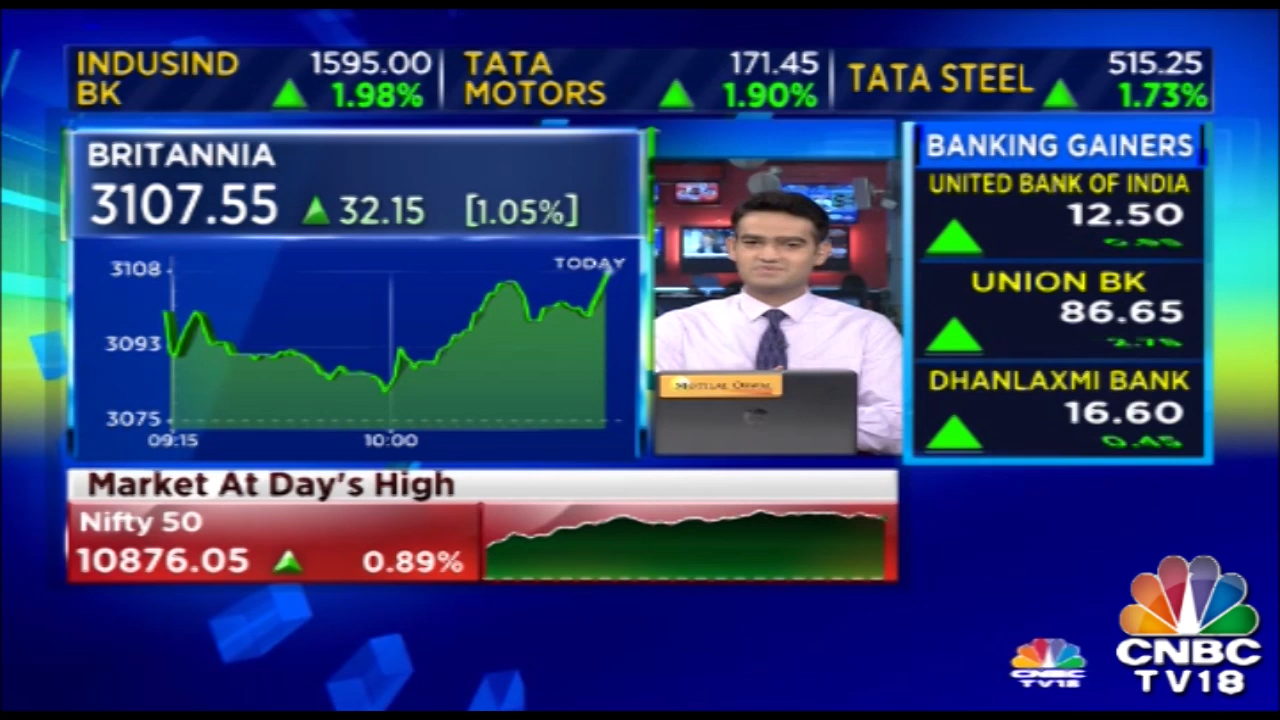 INDUSIND
BK
1595.00
1.98%
TATA
MOTORS
171.45
1.90%
TATA STEEL
515.25
1.73%
BRITANNIA
3107.55 32.15 [1.05%]
TODAY
3108
3093
3075
09:15 10:00
BANKING GAINERS
UNITED BANK OF INDIA
12.50
UNION BK
86.65
DHANLAXMI BANK
16.60
0.45
Market At Day's High
Nifty 50
10876.05 0.89%
CNBC
TV18
CNBC
TV18